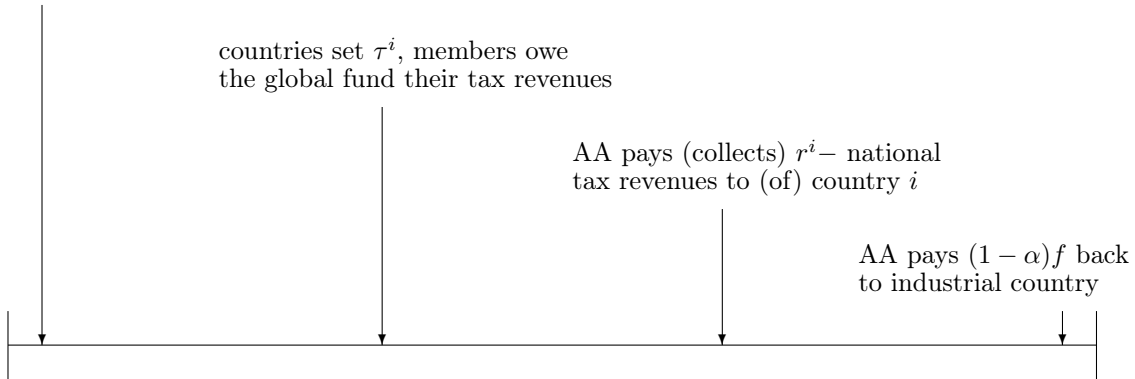 countries set τ^i, members owe
the global fund their tax revenues
AA pays (collects) r^i− national
tax revenues to (of) country i
AA pays (1 − α)f back
to industrial country